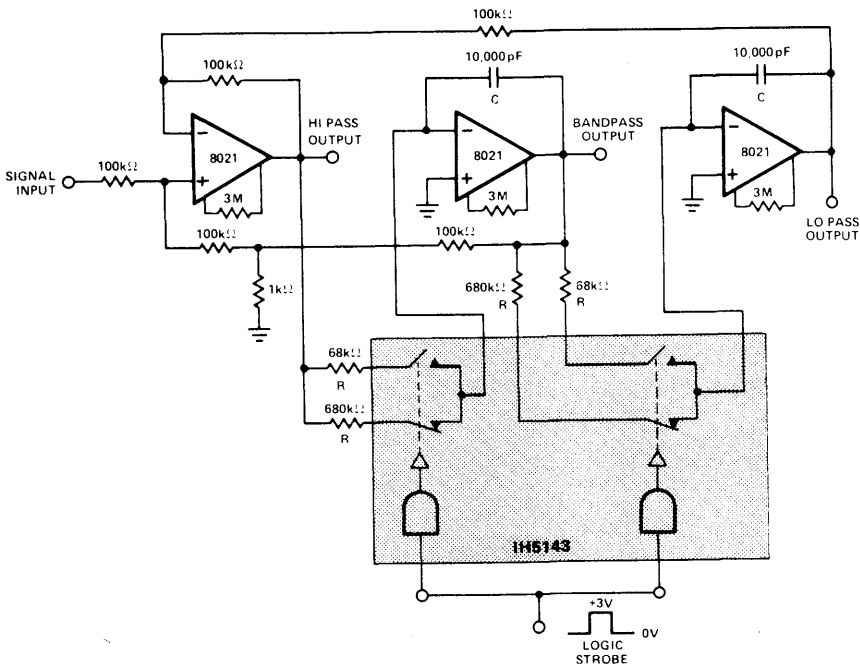 100kΩ
100kΩ
HI PASS
OUTPUT
10,000pF
C
BANDPASS
OUTPUT
10,000pF
C
SIGNAL
INPUT
100kΩ
−
8021
+
3M
−
8021
+
3M
−
8021
+
3M
LO PASS
OUTPUT
100kΩ
100kΩ
1kΩ
680kΩ
R
68kΩ
R
68kΩ
R
680kΩ
R
IH5143
+3V
0V
LOGIC
STROBE